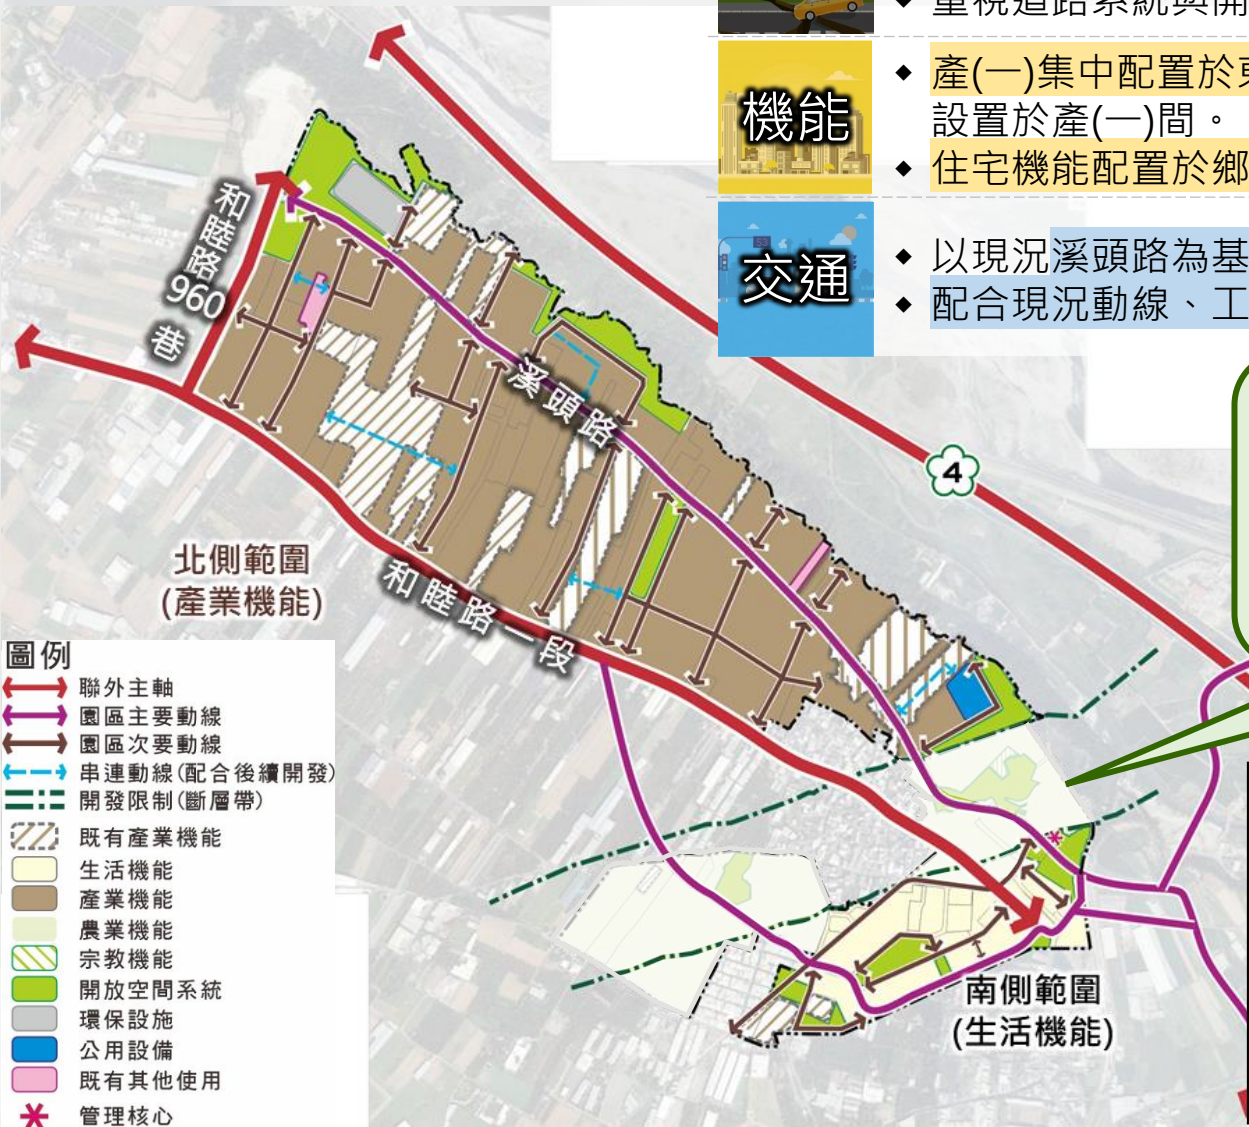 重視道路系統與開
機能
產(一)集中配置於東
設置於產(一)間。
住宅機能配置於鄉
交通
以現況溪頭路為基
配合現況動線、工
和睦路960巷
溪頭路
4
和睦路二段
北側範圍
(產業機能)
南側範圍
(生活機能)
圖例
聯外主軸
園區主要動線
園區次要動線
串連動線(配合後續開發)
開發限制(斷層帶)
既有產業機能
生活機能
產業機能
農業機能
宗教機能
開放空間系統
環保設施
公用設備
既有其他使用
管理核心